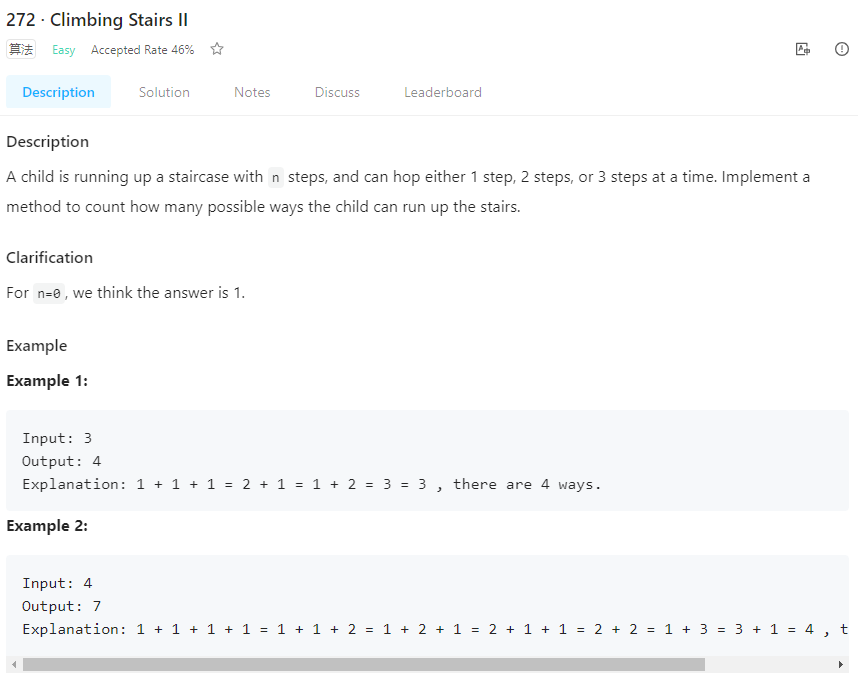 272 · Climbing Stairs II
算法 Easy Accepted Rate 46%
Description Solution Notes Discuss Leaderboard
Description
A child is running up a staircase with n steps, and can hop either 1 step, 2 steps, or 3 steps at a time. Implement a
method to count how many possible ways the child can run up the stairs.
Clarification
For n=0, we think the answer is 1.
Example
Example 1:
Input: 3
Output: 4
Explanation: 1 + 1 + 1 = 2 + 1 = 1 + 2 = 3 = 3 , there are 4 ways.
Example 2:
Input: 4
Output: 7
Explanation: 1 + 1 + 1 + 1 = 1 + 1 + 2 = 1 + 2 + 1 = 2 + 1 + 1 = 2 + 2 = 1 + 3 = 3 + 1 = 4 , t